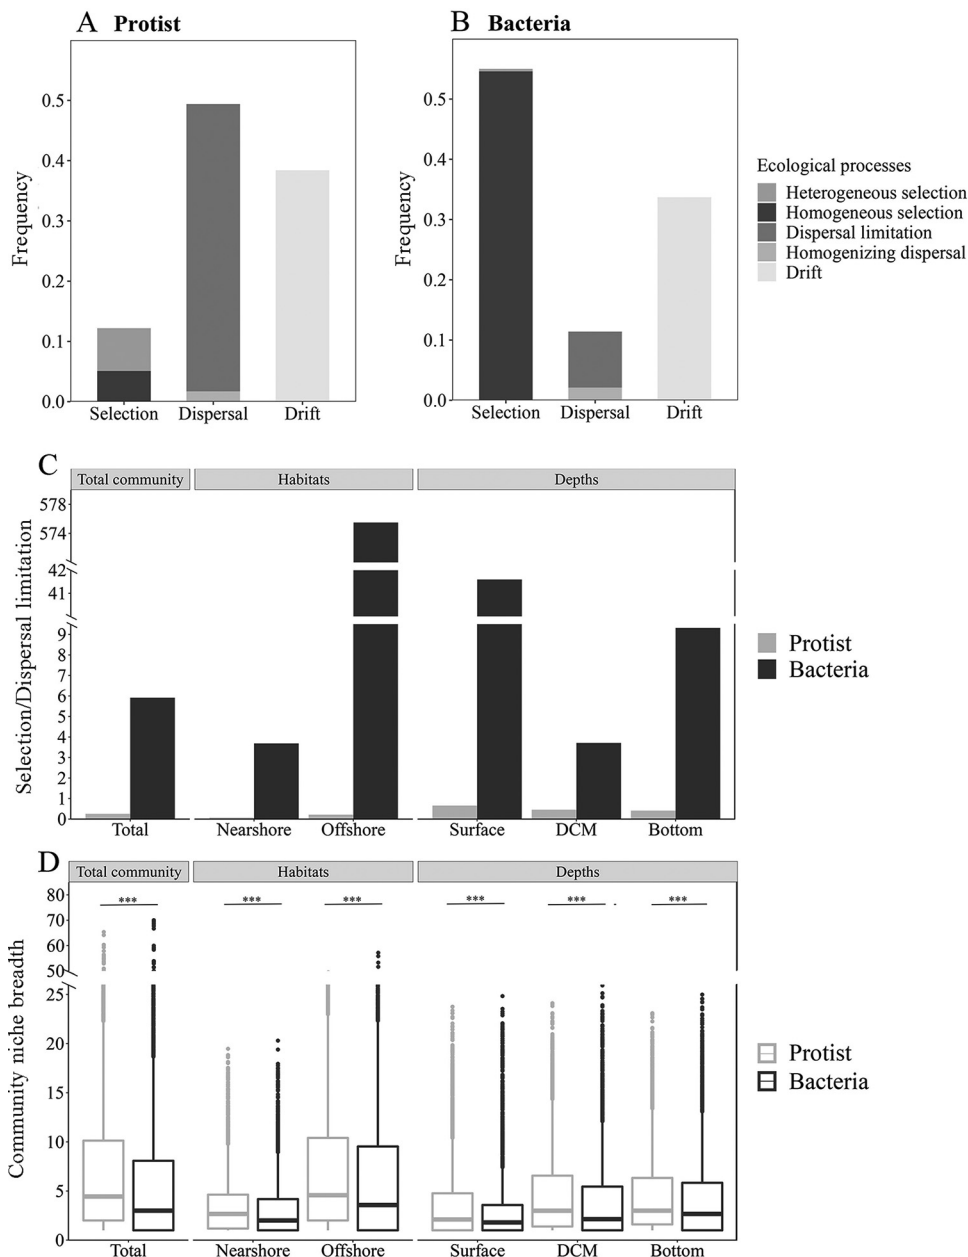 A Protist
Frequency
0.5
0.4
0.3
0.2
0.1
0.0
Selection Dispersal Drift
B Bacteria
Frequency
0.5
0.4
0.3
0.2
0.1
0.0
Selection Dispersal Drift
Ecological processes
Heterogeneous selection
Homogeneous selection
Dispersal limitation
Homogenizing dispersal
Drift
C
Total community Habitats Depths
Selection/Dispersal limitation
578
574
42
41
9
8
7
6
5
4
3
2
1
0
Total Nearshore Offshore Surface DCM Bottom
Protist
Bacteria
D
Total community Habitats Depths
Community niche breadth
80
70
60
50
25
20
15
10
5
0
*** *** *** *** *** ***
Total Nearshore Offshore Surface DCM Bottom
Protist
Bacteria